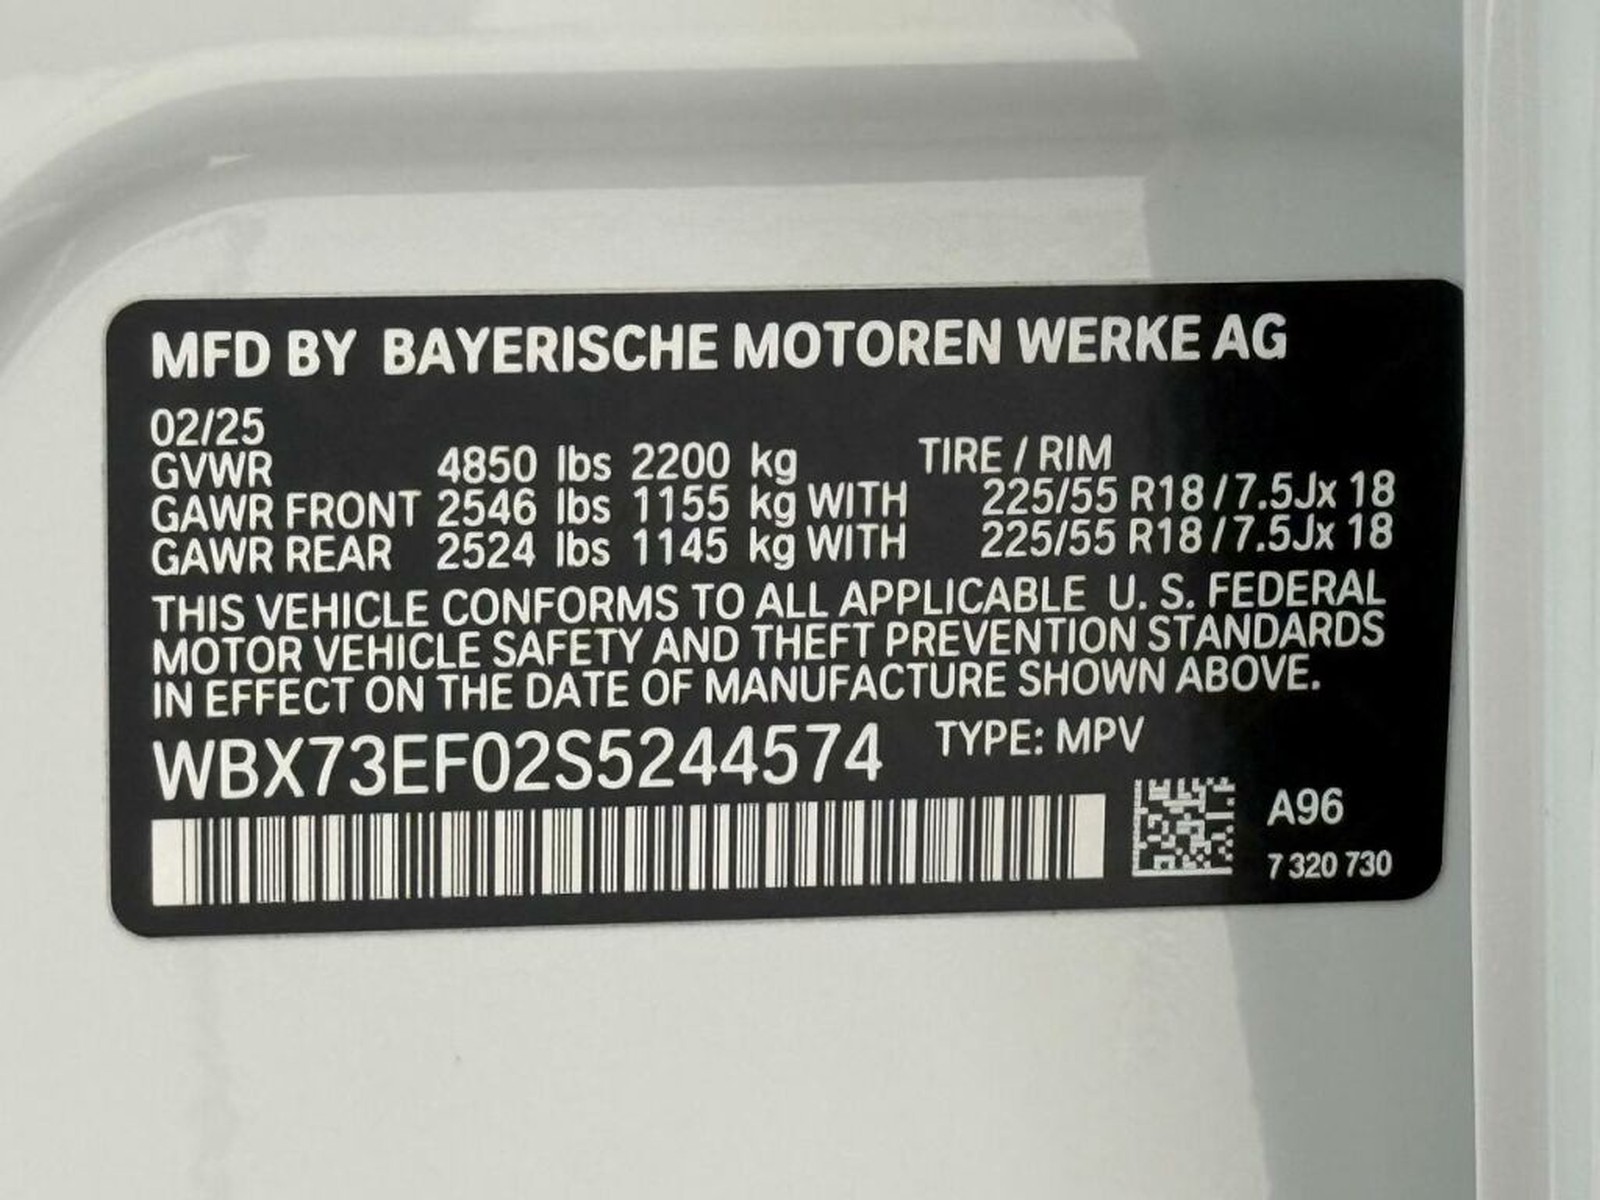 MFD BY BAYERISCHE MOTOREN WERKE AG
02/25
GVWR 4850 lbs 2200 kg TIRE / RIM
GAWR FRONT 2546 lbs 1155 kg WITH 225/55 R18 / 7.5Jx 18
GAWR REAR 2524 lbs 1145 kg WITH 225/55 R18 / 7.5Jx 18
THIS VEHICLE CONFORMS TO ALL APPLICABLE U. S. FEDERAL
MOTOR VEHICLE SAFETY AND THEFT PREVENTION STANDARDS
IN EFFECT ON THE DATE OF MANUFACTURE SHOWN ABOVE.
WBX73EF02S5244574 TYPE: MPV
A96
7 320 730